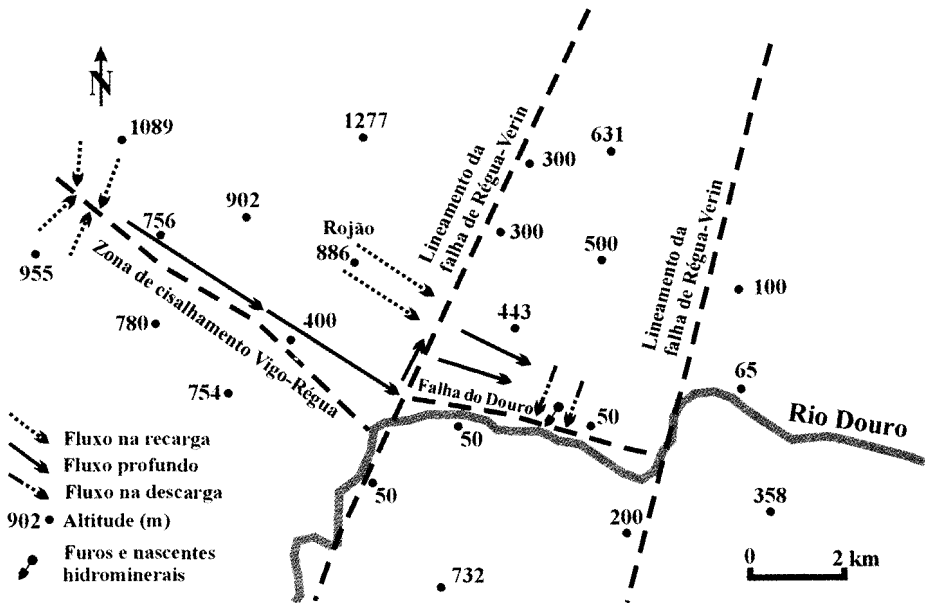 N
1089
1277
631
300
902
756
Rojão
886
300
500
955
100
780
400
443
754
65
50
50
50
358
200
732
Lineamento da
falha de Régua-Verin
Lineamento da
falha de Régua-Verin
Zona de cisalhamento Vigo-Régua
Falha do Douro
Rio Douro
Fluxo na recarga
Fluxo profundo
Fluxo na descarga
902 Altitude (m)
Furos e nascentes
hidrominerais
0 2 km